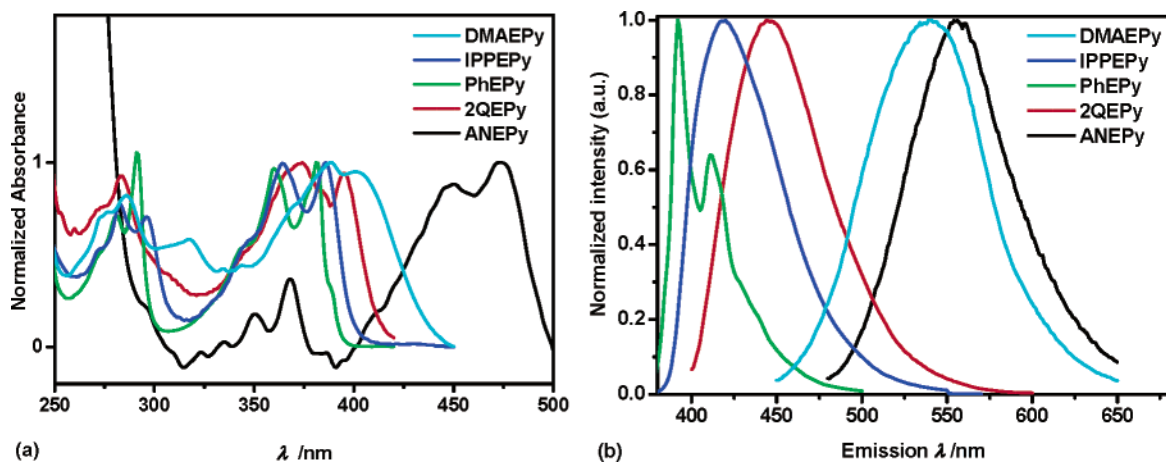 DMAEPy
IPPEPy
PhEPy
2QEPy
ANEPy
Normalized Absorbance
1
0
250 300 350 400 450 500
(a) λ /nm
DMAEPy
IPPEPy
PhEPy
2QEPy
ANEPy
Normalized intensity (a.u.)
1.0
0.8
0.6
0.4
0.2
0.0
400 450 500 550 600 650
(b) Emission λ /nm